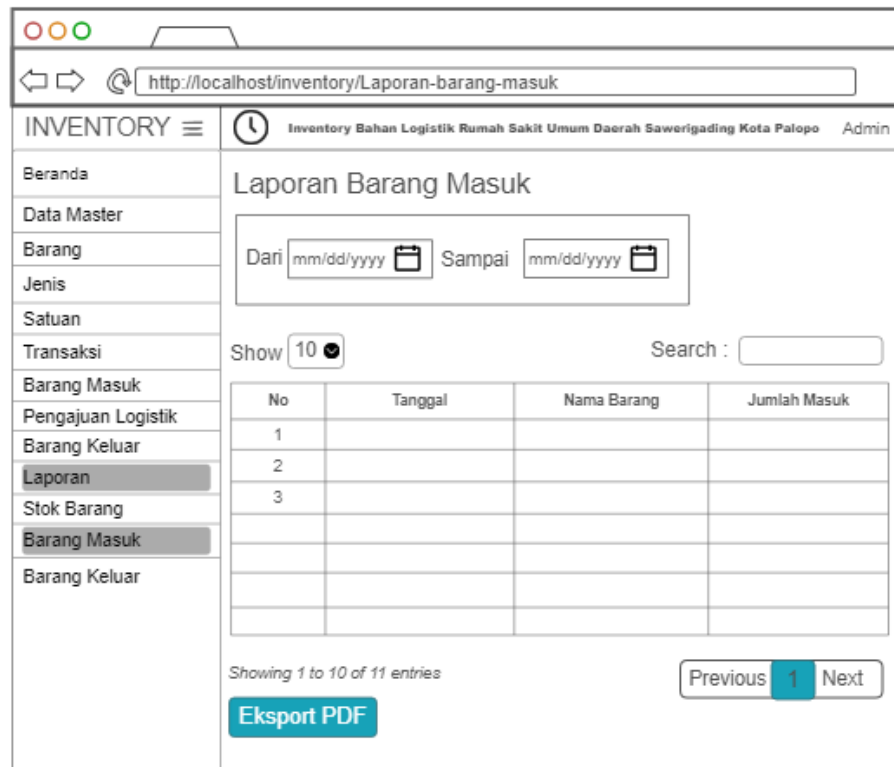 http://localhost/inventory/Laporan-barang-masuk
INVENTORY
Inventory Bahan Logistik Rumah Sakit Umum Daerah Sawerigading Kota Palopo
Admin
Beranda
Data Master
Barang
Jenis
Satuan
Transaksi
Barang Masuk
Pengajuan Logistik
Barang Keluar
Laporan
Stok Barang
Barang Masuk
Barang Keluar
Laporan Barang Masuk
Dari mm/dd/yyyy Sampai mm/dd/yyyy
Show 10 Search :
No Tanggal Nama Barang Jumlah Masuk
1
2
3
Showing 1 to 10 of 11 entries
Previous 1 Next
Eksport PDF